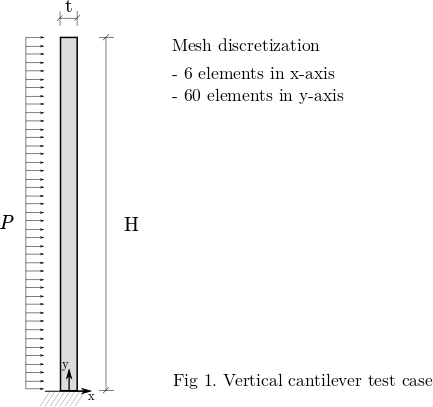 t
Mesh discretization
- 6 elements in x-axis
- 60 elements in y-axis
P
H
y
x
Fig 1. Vertical cantilever test case